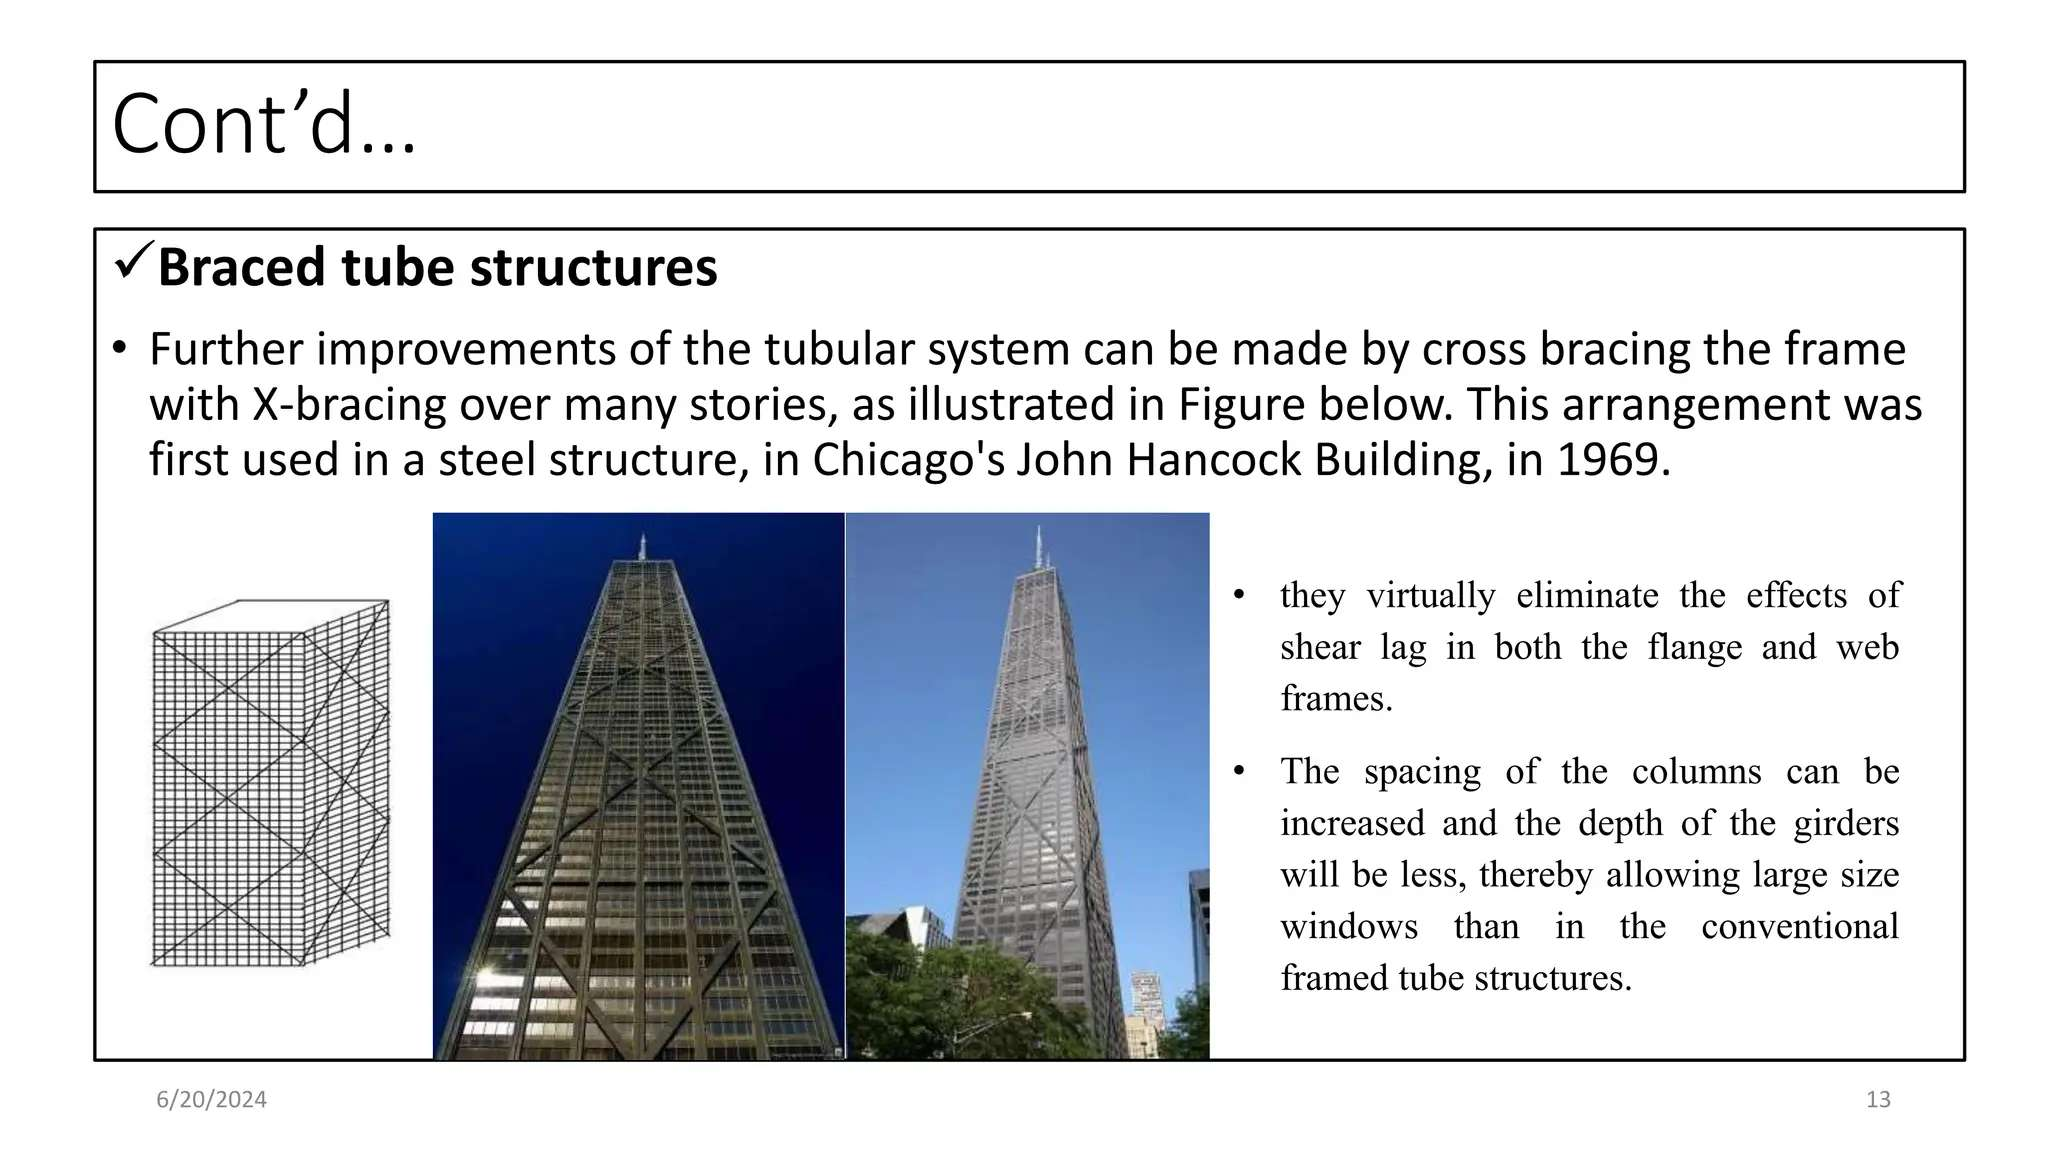 Cont’d…
✓Braced tube structures
• Further improvements of the tubular system can be made by cross bracing the frame
with X-bracing over many stories, as illustrated in Figure below. This arrangement was
first used in a steel structure, in Chicago's John Hancock Building, in 1969.
• they virtually eliminate the effects of
shear lag in both the flange and web
frames.
• The spacing of the columns can be
increased and the depth of the girders
will be less, thereby allowing large size
windows than in the conventional
framed tube structures.
6/20/2024
13